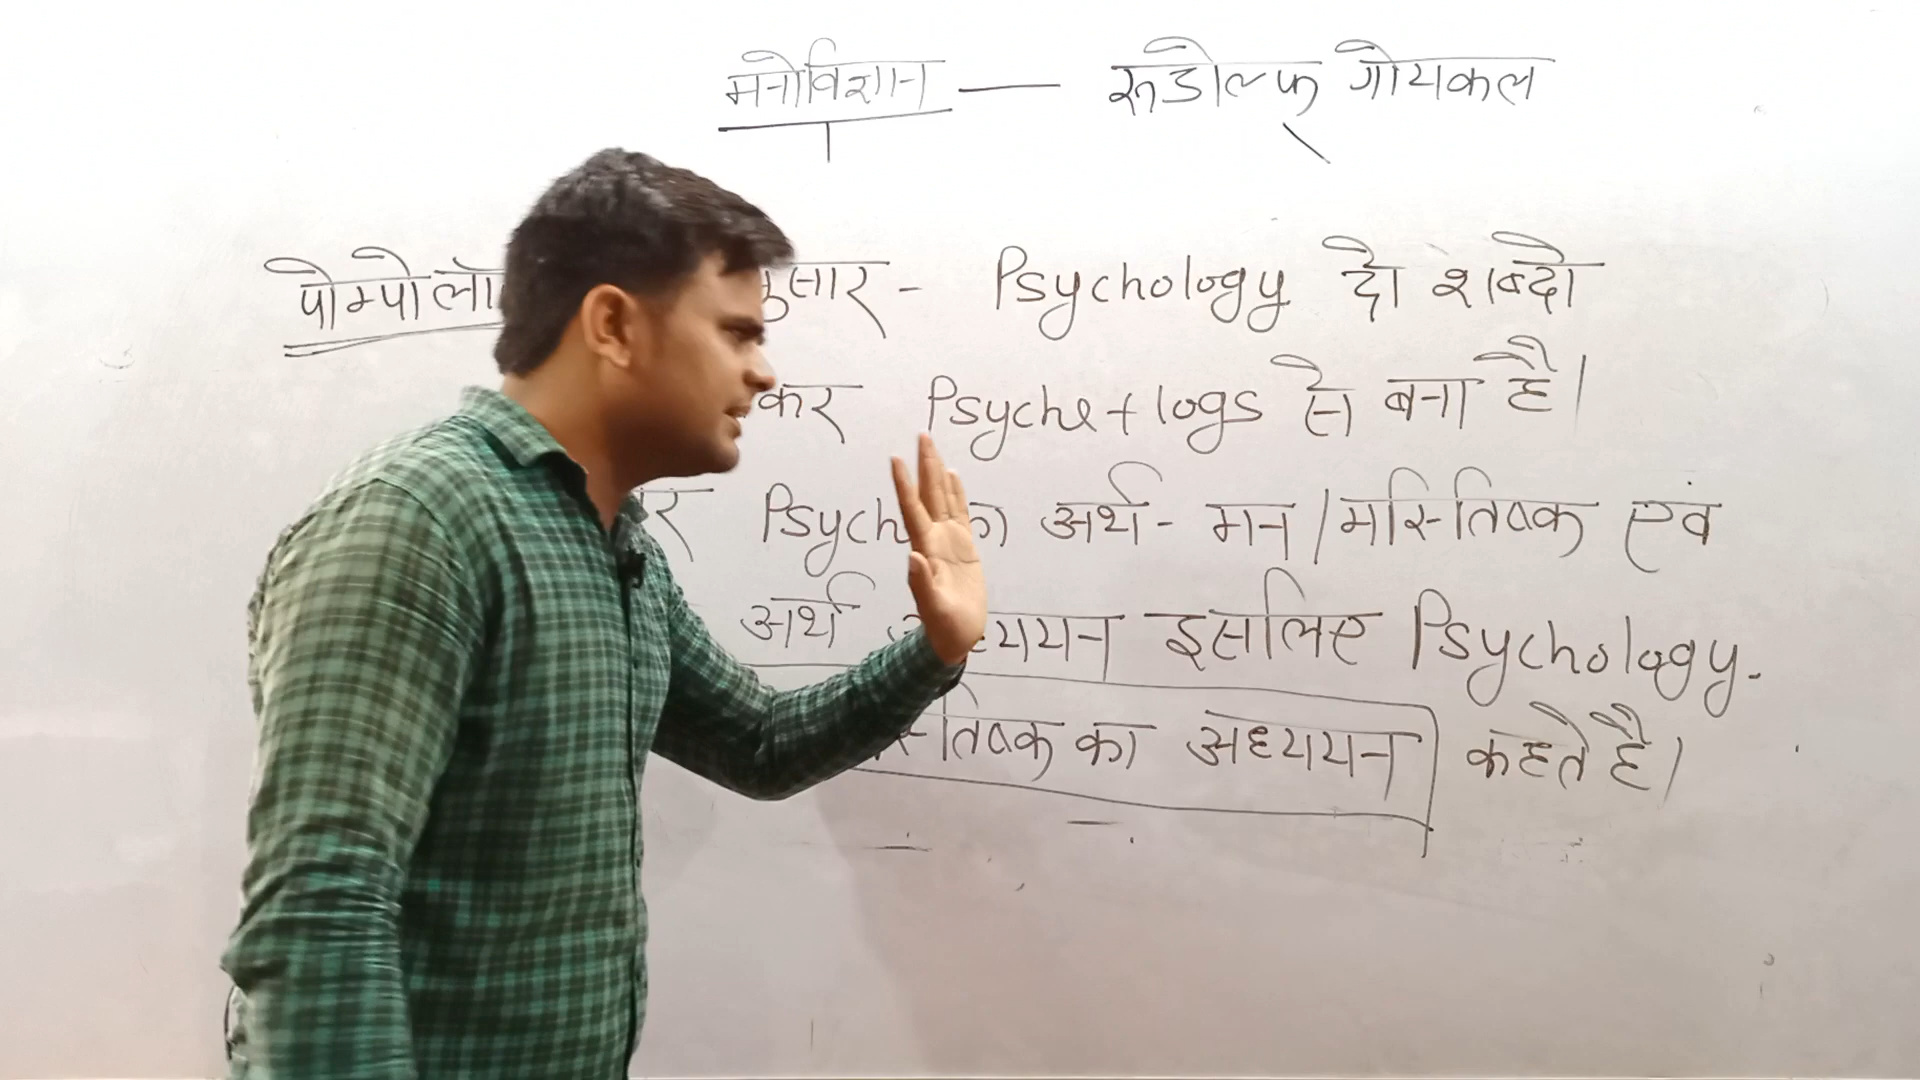 मनोविज्ञान — रूडोल्फ गोयकल
पोम्पोलॉ नुसार - Psychology दो शब्दो
कर Psyche + logs से बना है।
र Psych का अर्थ - मन / मस्तिष्क एवं
अर्थ अध्ययन इसलिए Psychology.
स्तिष्क का अध्ययन कहते है।